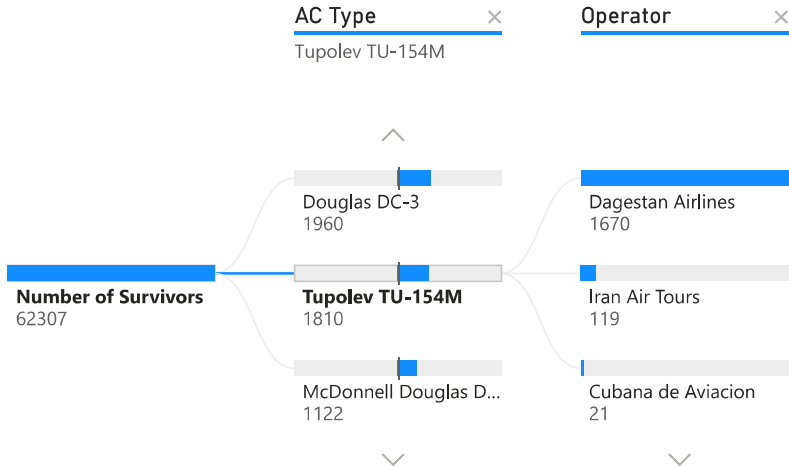 AC Type
Operator
Tupolev TU-154M
Douglas DC-3
1960
Dagestan Airlines
1670
Number of Survivors
62307
Tupolev TU-154M
1810
Iran Air Tours
119
McDonnell Douglas D...
1122
Cubana de Aviacion
21